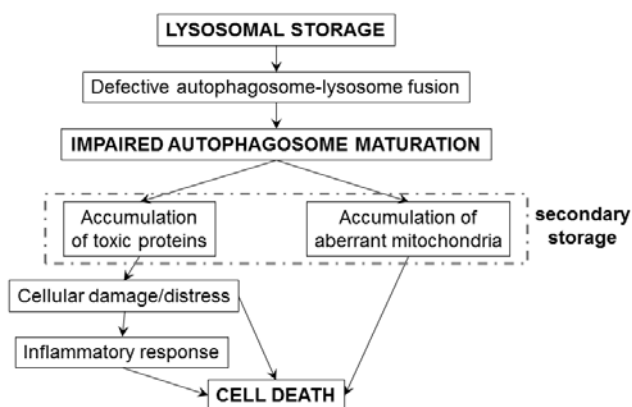 LYSOSOMAL STORAGE
Defective autophagosome-lysosome fusion
IMPAIRED AUTOPHAGOSOME MATURATION
Accumulation
of toxic proteins
Accumulation of
aberrant mitochondria
secondary
storage
Cellular damage/distress
Inflammatory response
CELL DEATH